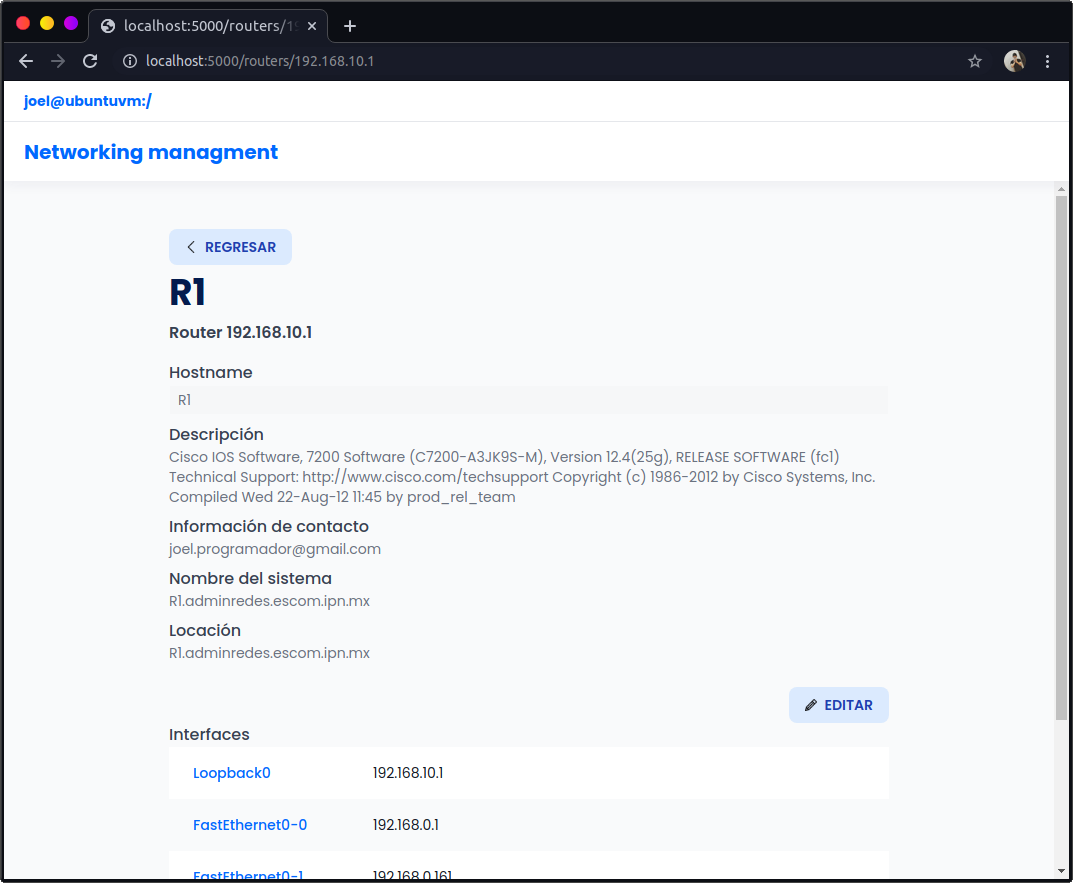 localhost:5000/routers/19
localhost:5000/routers/192.168.10.1
joel@ubuntuvm:/
Networking managment
REGRESAR
R1
Router 192.168.10.1
Hostname
R1
Descripción
Cisco IOS Software, 7200 Software (C7200-A3JK9S-M), Version 12.4(25g), RELEASE SOFTWARE (fc1)
Technical Support: http://www.cisco.com/techsupport Copyright (c) 1986-2012 by Cisco Systems, Inc.
Compiled Wed 22-Aug-12 11:45 by prod_rel_team
Información de contacto
joel.programador@gmail.com
Nombre del sistema
R1.adminredes.escom.ipn.mx
Locación
R1.adminredes.escom.ipn.mx
EDITAR
Interfaces
Loopback0 192.168.10.1
FastEthernet0-0 192.168.0.1
FastEthernet0-1 192.168.0.161